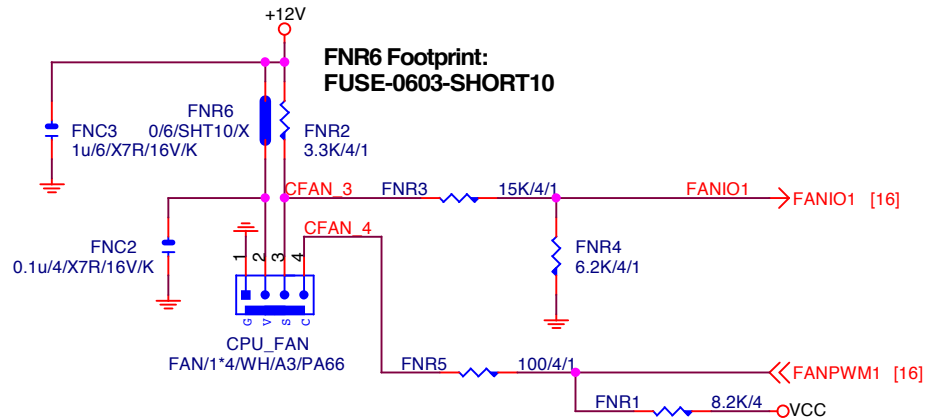 +12V
FNR6 Footprint:
FUSE-0603-SHORT10
FNR6
0/6/SHT10/X
FNR2
3.3K/4/1
FNC3
1u/6/X7R/16V/K
CFAN_3
FNR3
15K/4/1
FANIO1
FANIO1 [16]
CFAN_4
FNR4
6.2K/4/1
FNC2
0.1u/4/X7R/16V/K
1
2
3
4
G
V
S
C
CPU_FAN
FAN/1*4/WH/A3/PA66
FNR5
100/4/1
FANPWM1 [16]
FNR1
8.2K/4
VCC